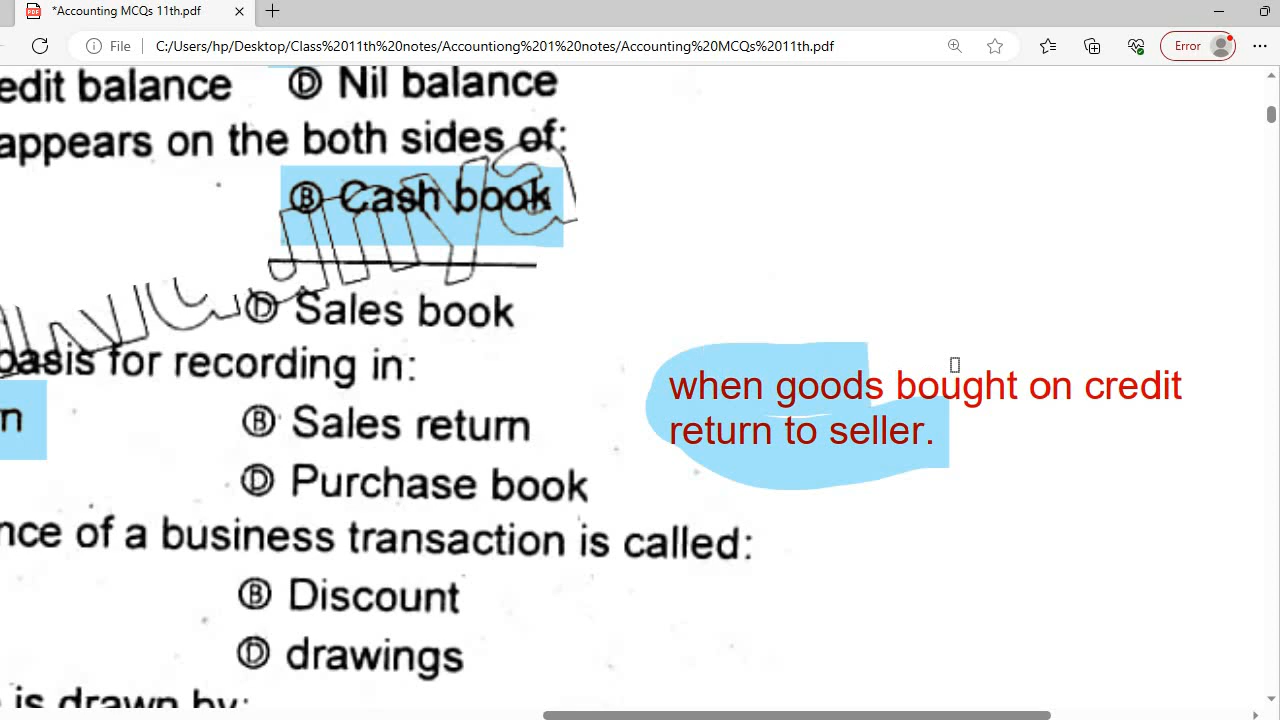 *Accounting MCQs 11th.pdf
File
C:/Users/hp/Desktop/Class%2011th%20notes/Accountiong%201%20notes/Accounting%20MCQs%2011th.pdf
Error
edit balance D Nil balance
appears on the both sides of:
B Cash book
D Sales book
basis for recording in:
n B Sales return
when goods bought on credit
return to seller.
D Purchase book
nce of a business transaction is called:
B Discount
D drawings
is drawn by: